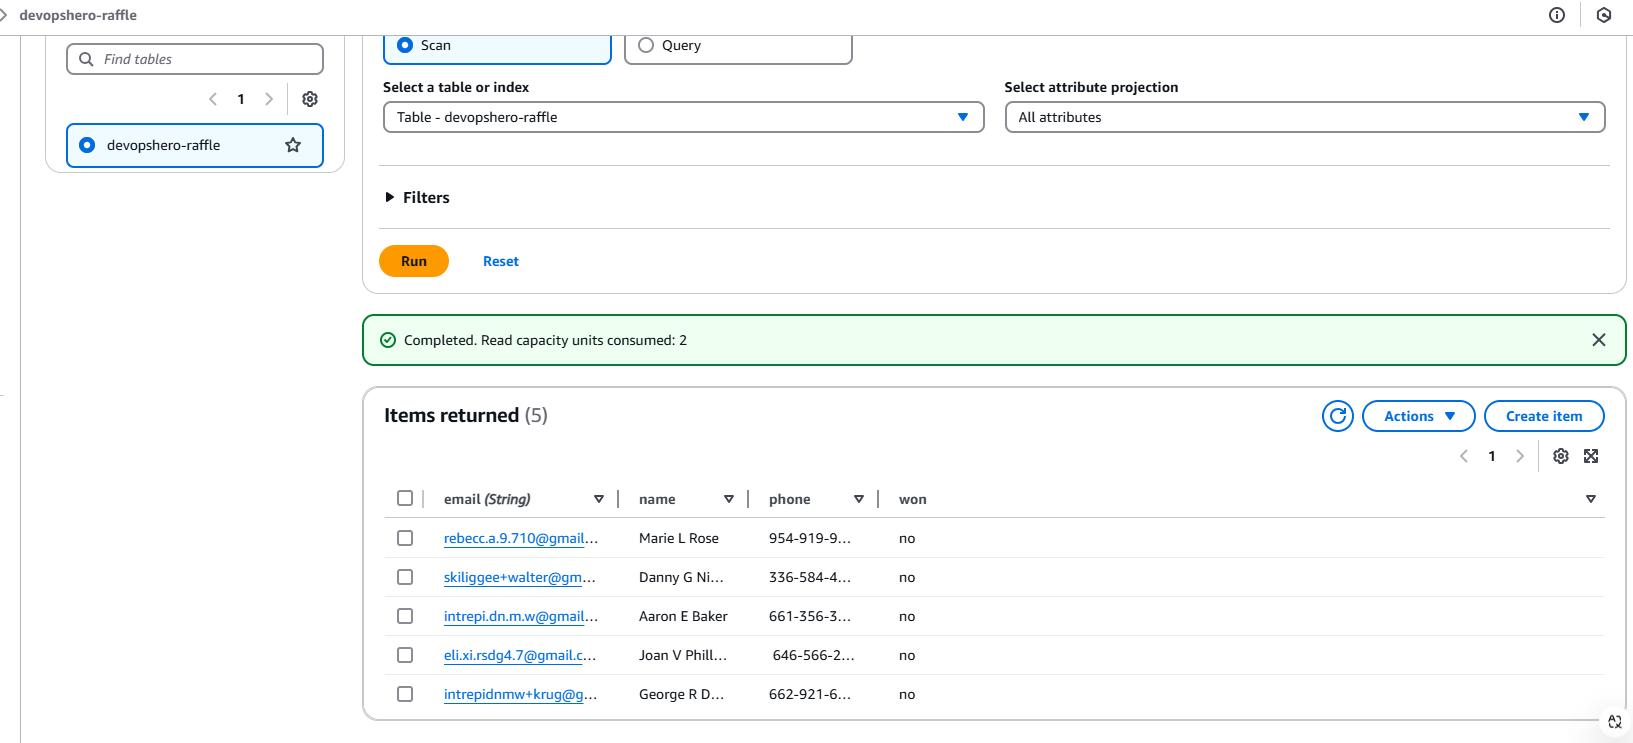 devopshero-raffle
Find tables
1
devopshero-raffle
Scan
Query
Select a table or index
Select attribute projection
Table - devopshero-raffle
All attributes
Filters
Run
Reset
Completed. Read capacity units consumed: 2
Items returned (5)
Actions
Create item
1
email (String) name phone won
rebecc.a.9.710@gmail... Marie L Rose 954-919-9... no
skiliggee+walter@gm... Danny G Ni... 336-584-4... no
intrepi.dn.m.w@gmail... Aaron E Baker 661-356-3... no
eli.xi.rsdg4.7@gmail.c... Joan V Phill... 646-566-2... no
intrepidnmw+krug@g... George R D... 662-921-6... no